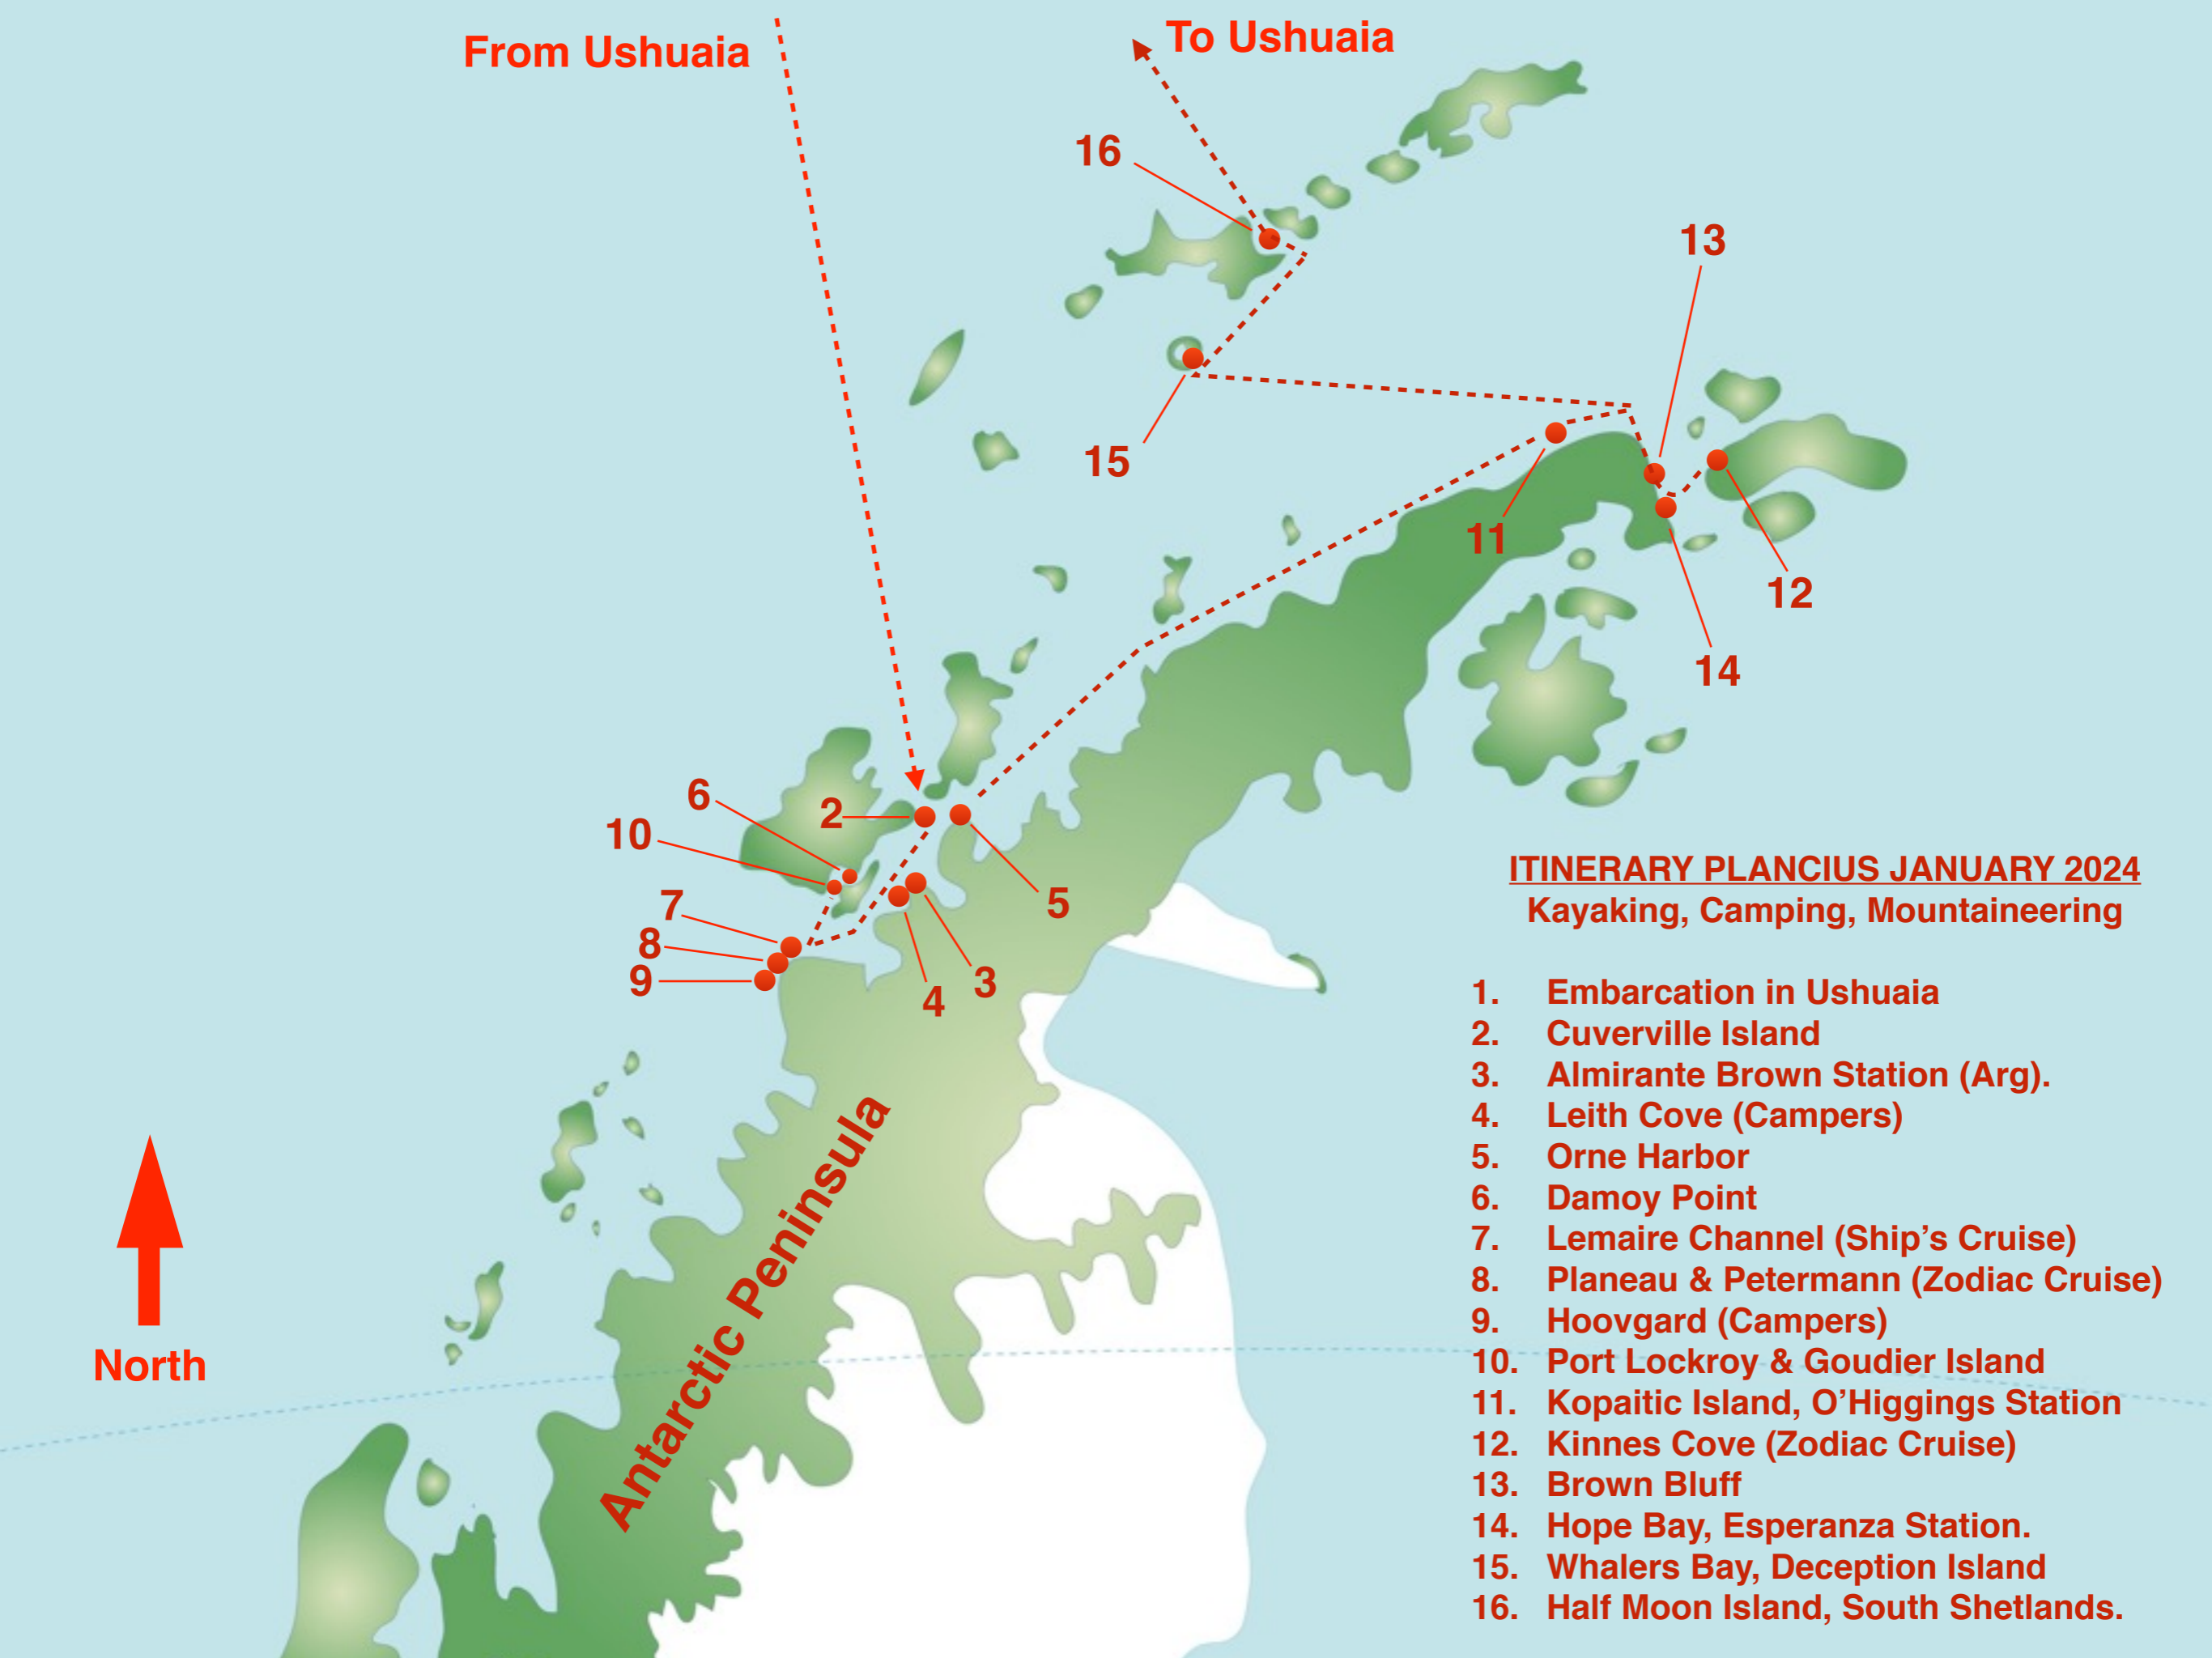 From Ushuaia
To Ushuaia
16
13
15
11
12
14
6
2
10
7
5
8
9
3
4
Antarctic Peninsula
North
ITINERARY PLANCIUS JANUARY 2024
Kayaking, Camping, Mountaineering
1. Embarcation in Ushuaia
2. Cuverville Island
3. Almirante Brown Station (Arg).
4. Leith Cove (Campers)
5. Orne Harbor
6. Damoy Point
7. Lemaire Channel (Ship’s Cruise)
8. Planeau & Petermann (Zodiac Cruise)
9. Hoovgard (Campers)
10. Port Lockroy & Goudier Island
11. Kopaitic Island, O’Higgings Station
12. Kinnes Cove (Zodiac Cruise)
13. Brown Bluff
14. Hope Bay, Esperanza Station.
15. Whalers Bay, Deception Island
16. Half Moon Island, South Shetlands.